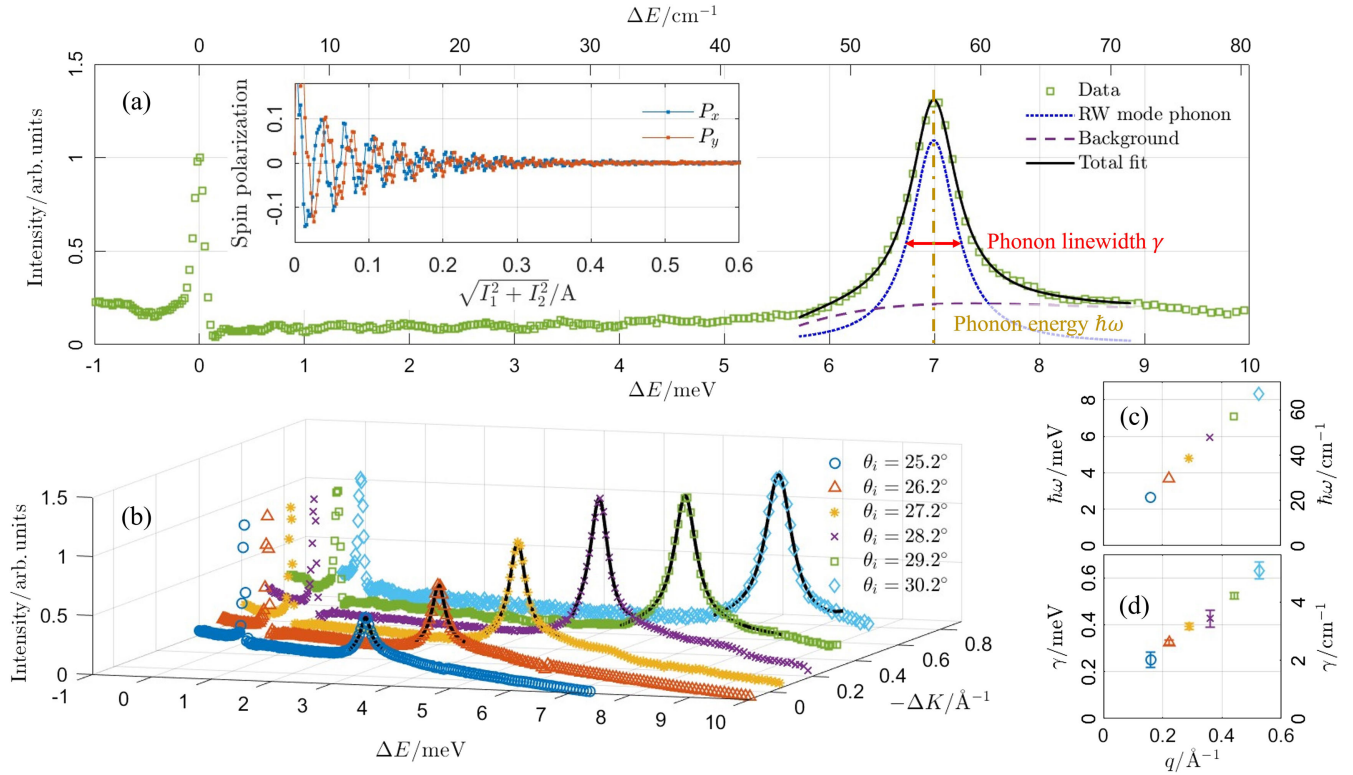 ΔE/cm⁻¹
0 10 20 30 40 50 60 70 80
(a)
Intensity/arb. units
1.5
1
0.5
0
Spin polarization
0.1
0
-0.1
P_x
P_y
0 0.1 0.2 0.3 0.4 0.5 0.6
√(I₁² + I₂²)/A
Data
RW mode phonon
Background
Total fit
Phonon linewidth γ
Phonon energy ħω
-1 0 1 2 3 4 5 6 7 8 9 10
ΔE/meV
(b)
Intensity/arb. units
1.5
1
0.5
0
θᵢ = 25.2°
θᵢ = 26.2°
θᵢ = 27.2°
θᵢ = 28.2°
θᵢ = 29.2°
θᵢ = 30.2°
-1 0 1 2 3 4 5 6 7 8 9 10
ΔE/meV
0 0.2 0.4 0.6 0.8
−ΔK/Å⁻¹
(c)
ħω/meV
8
6
4
2
0
ħω/cm⁻¹
60
40
20
0
(d)
γ/meV
0.6
0.4
0.2
0
γ/cm⁻¹
4
2
0
0 0.2 0.4 0.6
q/Å⁻¹